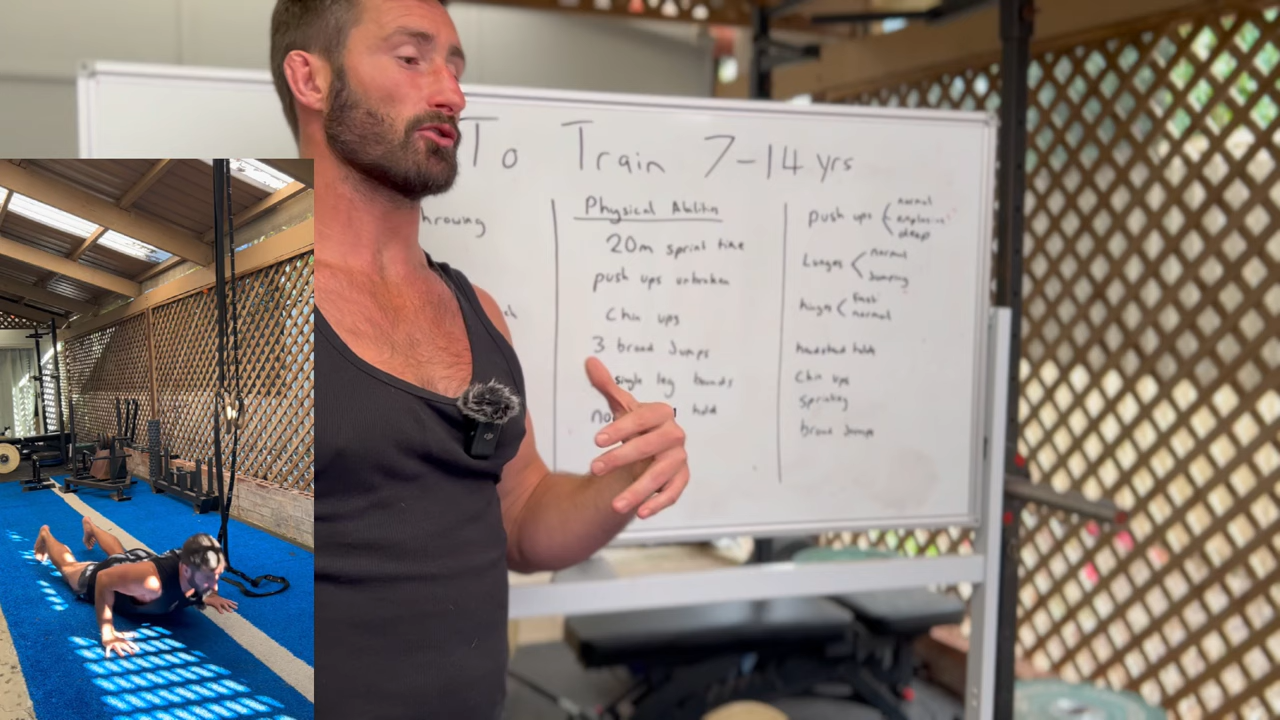 To Train 7-14 yrs
hrowing
Physical Abilities
20m sprint time
push ups unbroken
Chin ups
3 broad Jumps
single leg bounds
hold
push ups normal
explosive
deep
Lunges normal
Jumping
fast
normal
handstand holds
Chin ups
Sprinting
broad Jumps